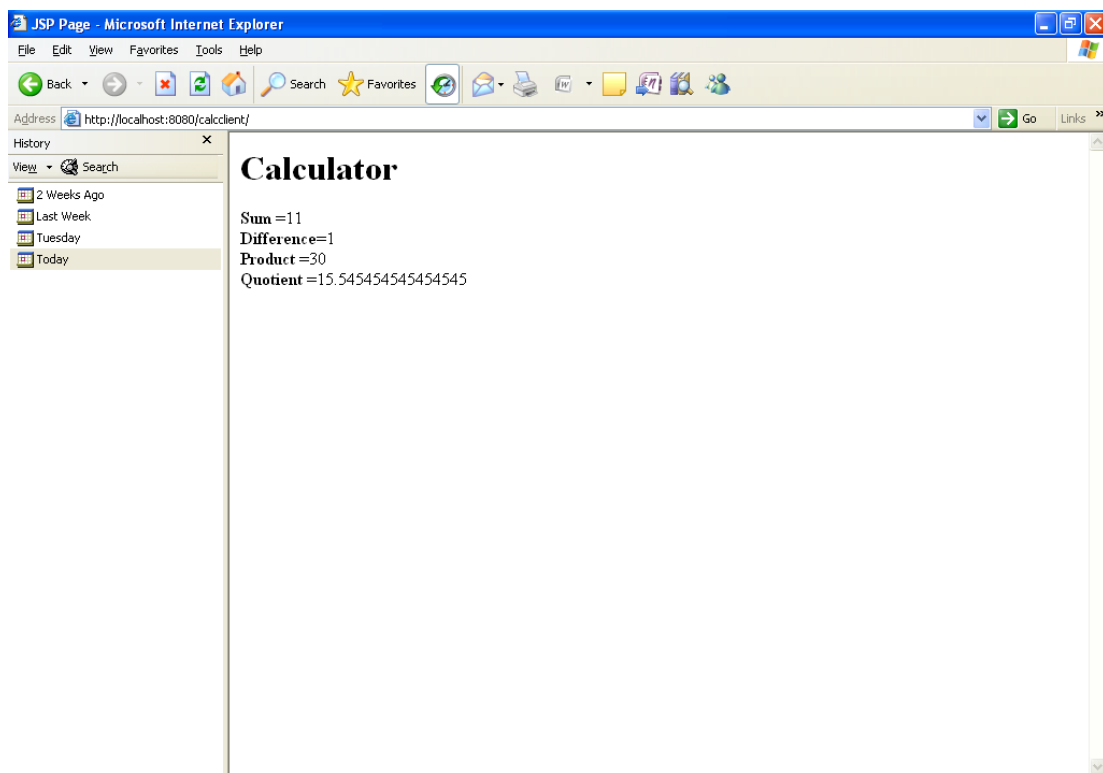 JSP Page - Microsoft Internet Explorer
File Edit View Favorites Tools Help
Back Search Favorites
Address http://localhost:8080/calcclient/ Go Links »
History
View Search
2 Weeks Ago
Last Week
Tuesday
Today
Calculator
Sum =11
Difference=1
Product =30
Quotient =15.545454545454545